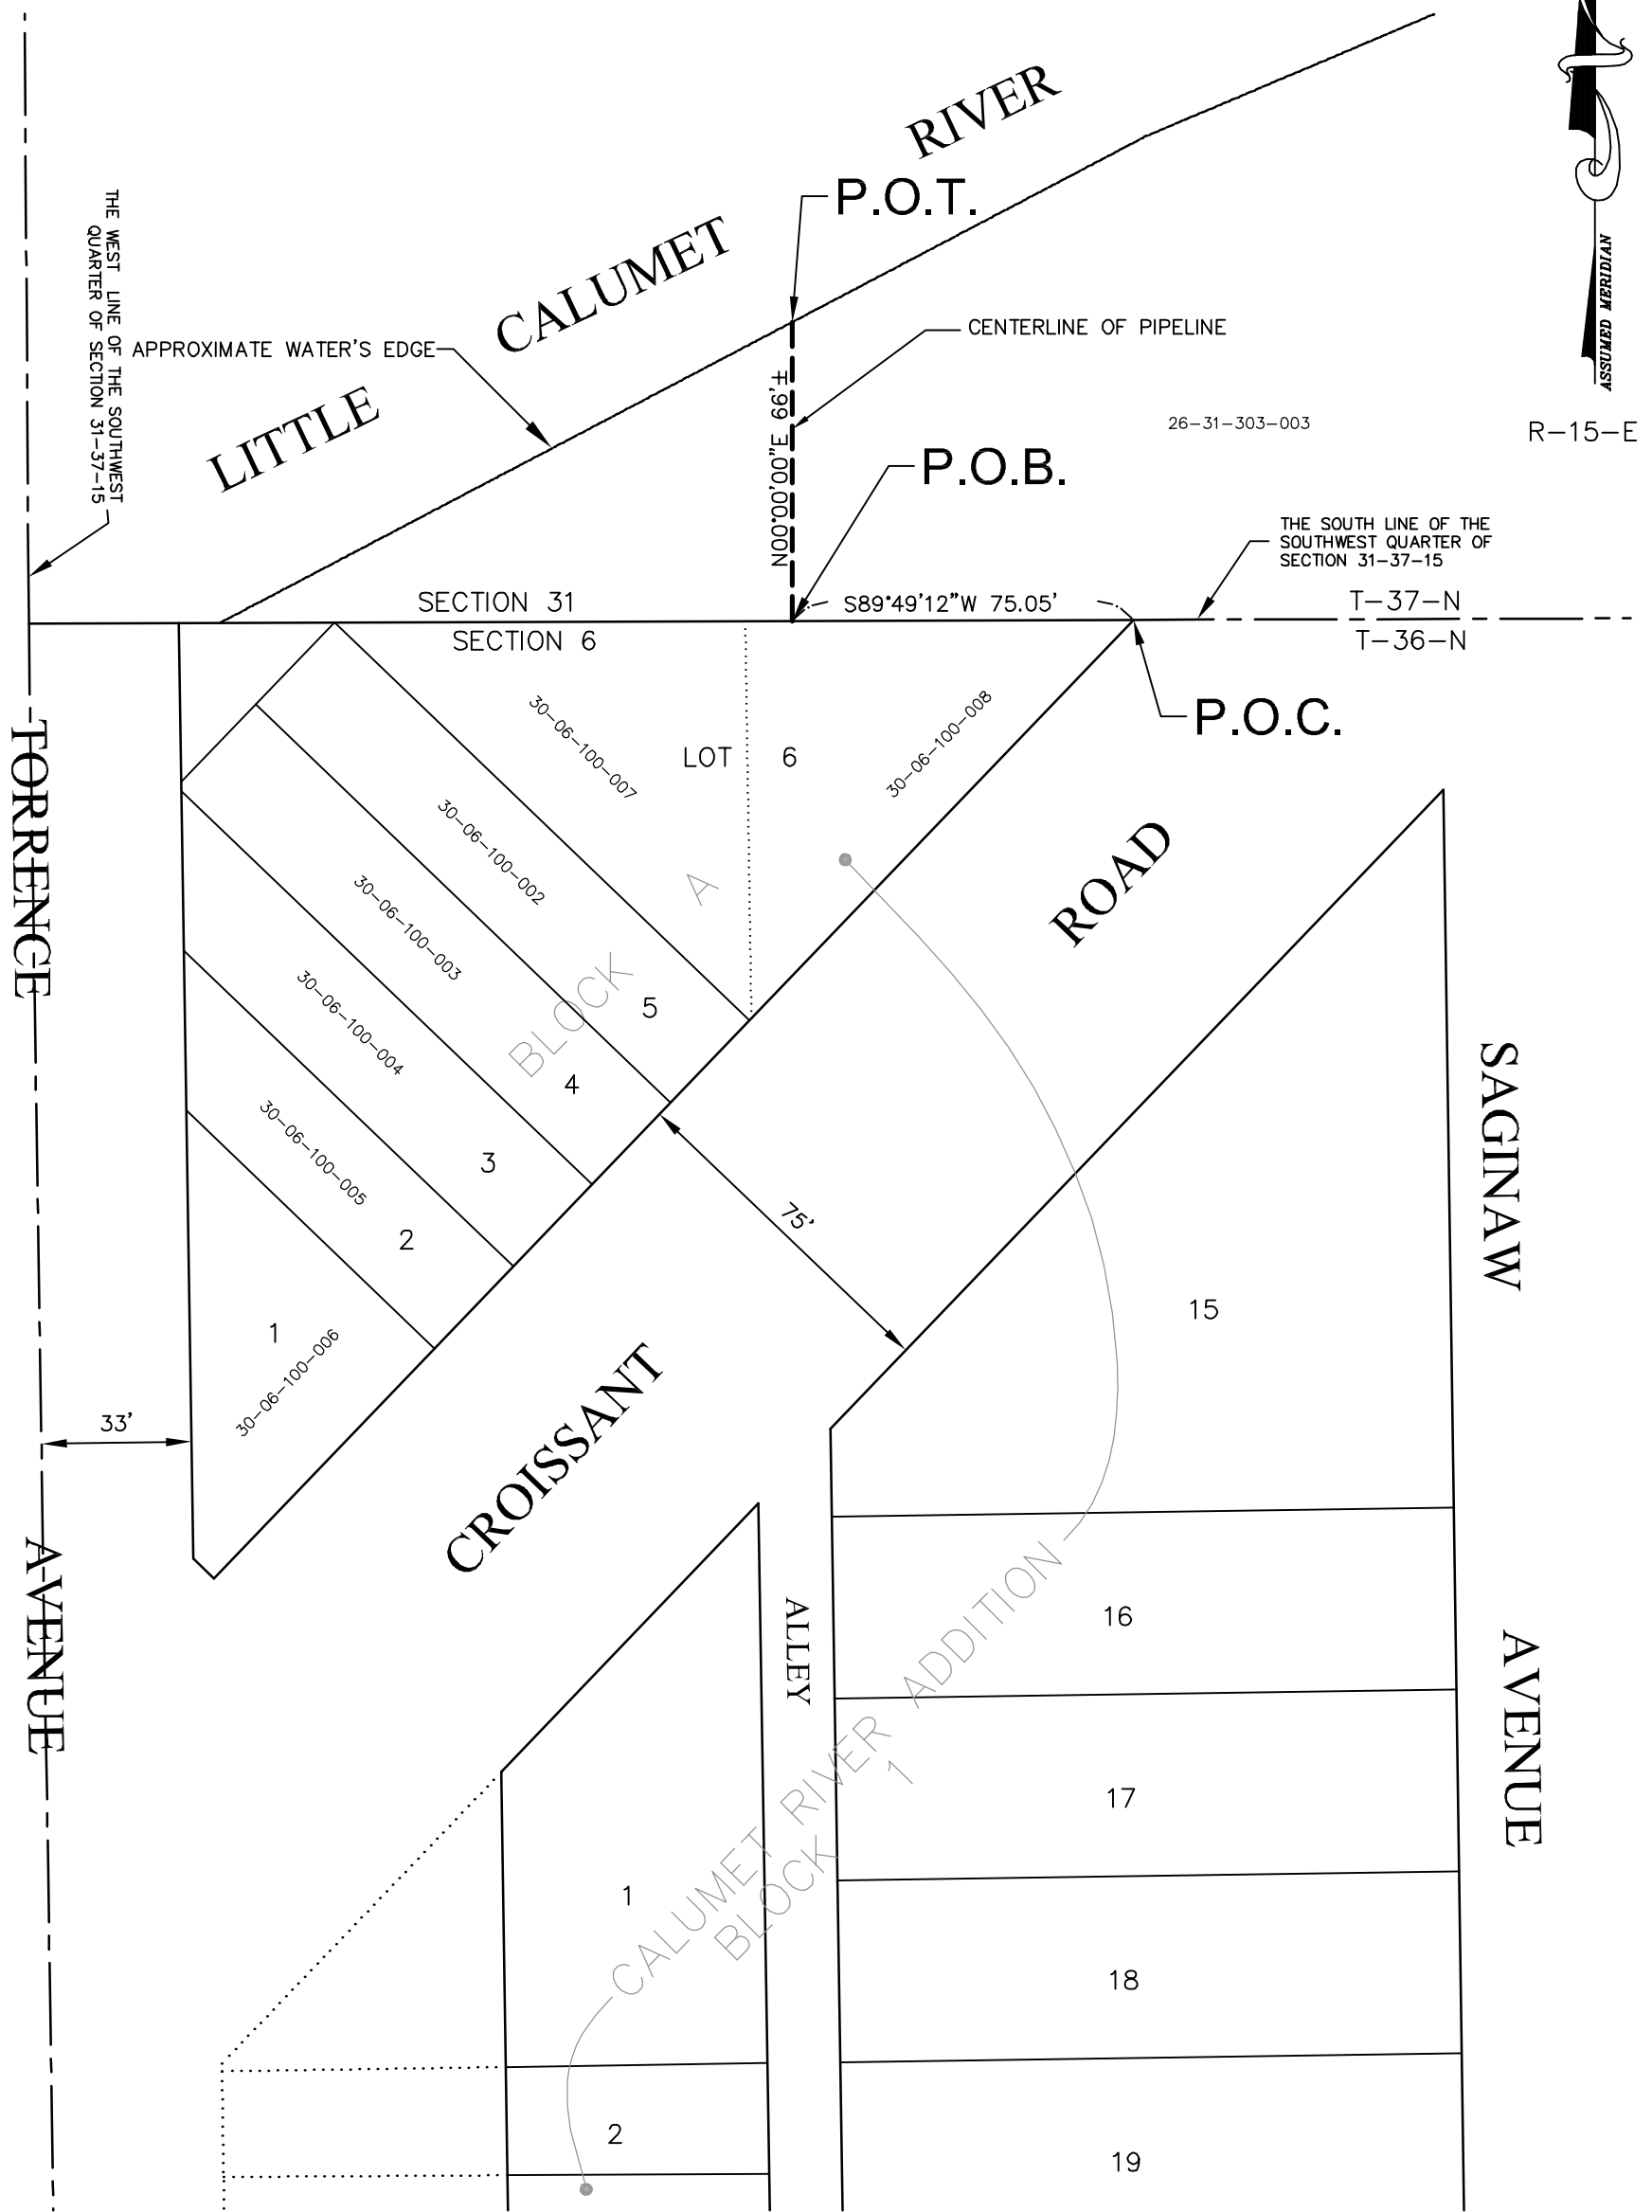 RIVER
P.O.T.
CALUMET
LITTLE
THE WEST LINE OF THE SOUTHWEST
QUARTER OF SECTION 31-37-15
APPROXIMATE WATER'S EDGE
CENTERLINE OF PIPELINE
N00°00'00"E 66' ±
ASSUMED MERIDIAN
26-31-303-003
R-15-E
P.O.B.
THE SOUTH LINE OF THE
SOUTHWEST QUARTER OF
SECTION 31-37-15
SECTION 31
S89°49'12"W 75.05'
T-37-N
SECTION 6
T-36-N
P.O.C.
30-06-100-007
LOT 6
30-06-100-008
30-06-100-002
30-06-100-003
30-06-100-004
30-06-100-005
30-06-100-006
BLOCK A
5
4
3
2
1
TORRENCE
AVENUE
33'
75'
CROISSANT
ROAD
SAGINAW
AVENUE
15
16
17
18
19
ALLEY
CALUMET RIVER ADDITION
BLOCK 1
1
2